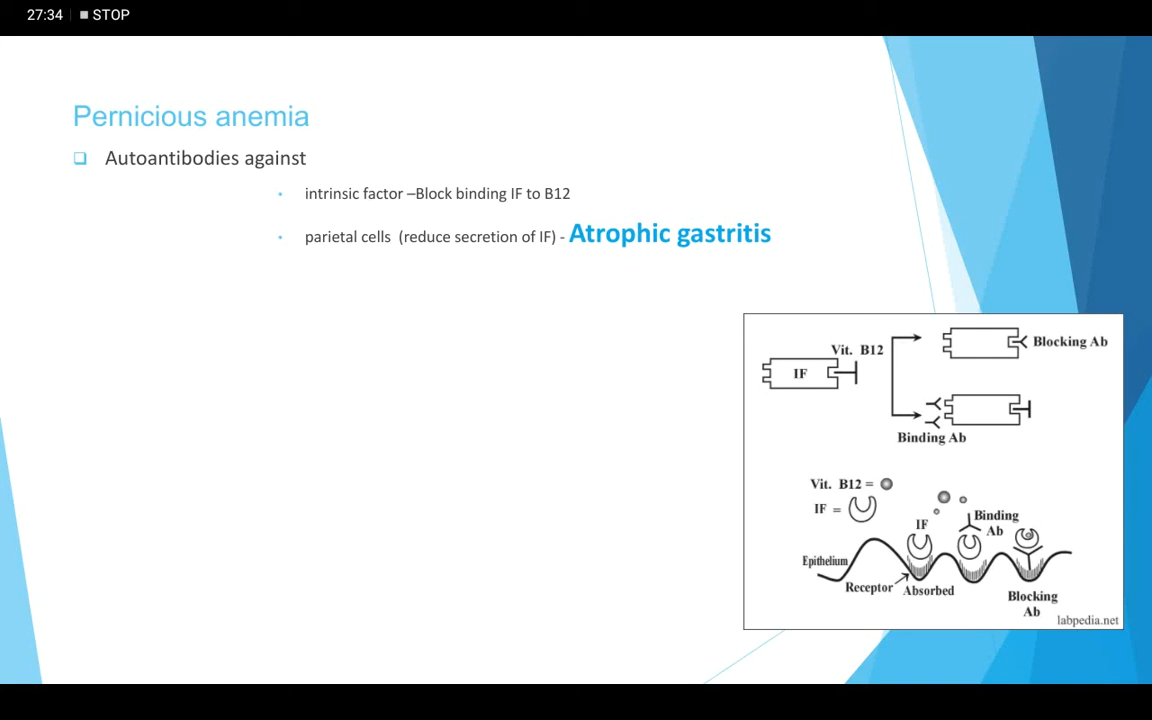 27:34 STOP
Pernicious anemia
Autoantibodies against
intrinsic factor –Block binding IF to B12
parietal cells (reduce secretion of IF) - Atrophic gastritis
Vit. B12
IF
Blocking Ab
Binding Ab
Vit. B12 =
IF =
IF
Binding
Ab
Epithelium
Receptor
Absorbed
Blocking
Ab
labpedia.net